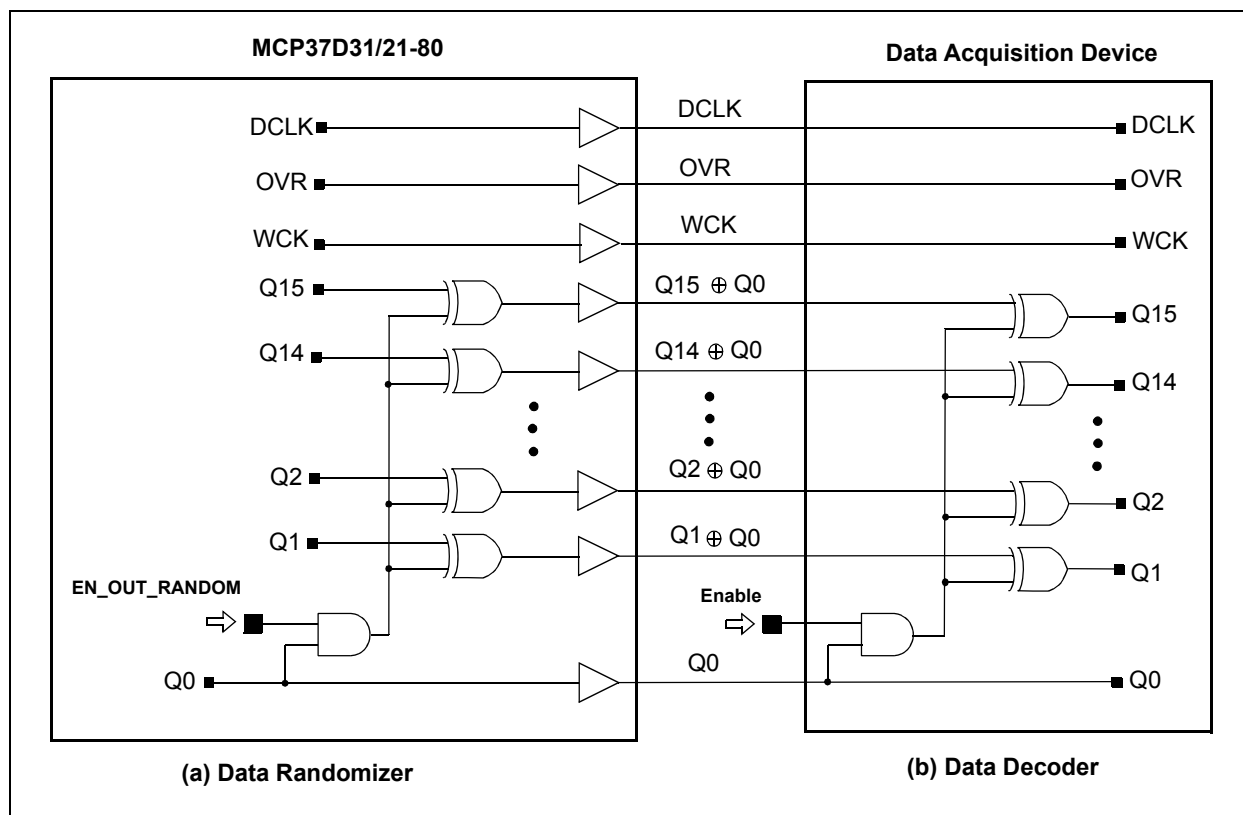 MCP37D31/21-80
Data Acquisition Device
DCLK
DCLK
DCLK
OVR
OVR
OVR
WCK
WCK
WCK
Q15
Q15 ⊕ Q0
Q15
Q14
Q14 ⊕ Q0
Q14
Q2
Q2 ⊕ Q0
Q2
Q1
Q1 ⊕ Q0
Q1
EN_OUT_RANDOM
Enable
Q0
Q0
Q0
(a) Data Randomizer
(b) Data Decoder